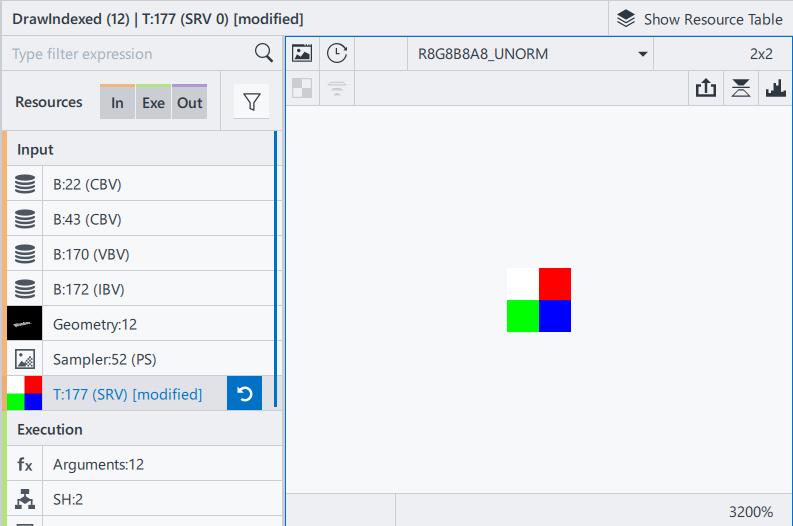 DrawIndexed (12) | T:177 (SRV 0) [modified]
Show Resource Table
Type filter expression
R8G8B8A8_UNORM
2x2
Resources
In
Exe
Out
Input
B:22 (CBV)
B:43 (CBV)
B:170 (VBV)
B:172 (IBV)
Geometry:12
Sampler:52 (PS)
T:177 (SRV) [modified]
Execution
fx
Arguments:12
SH:2
3200%